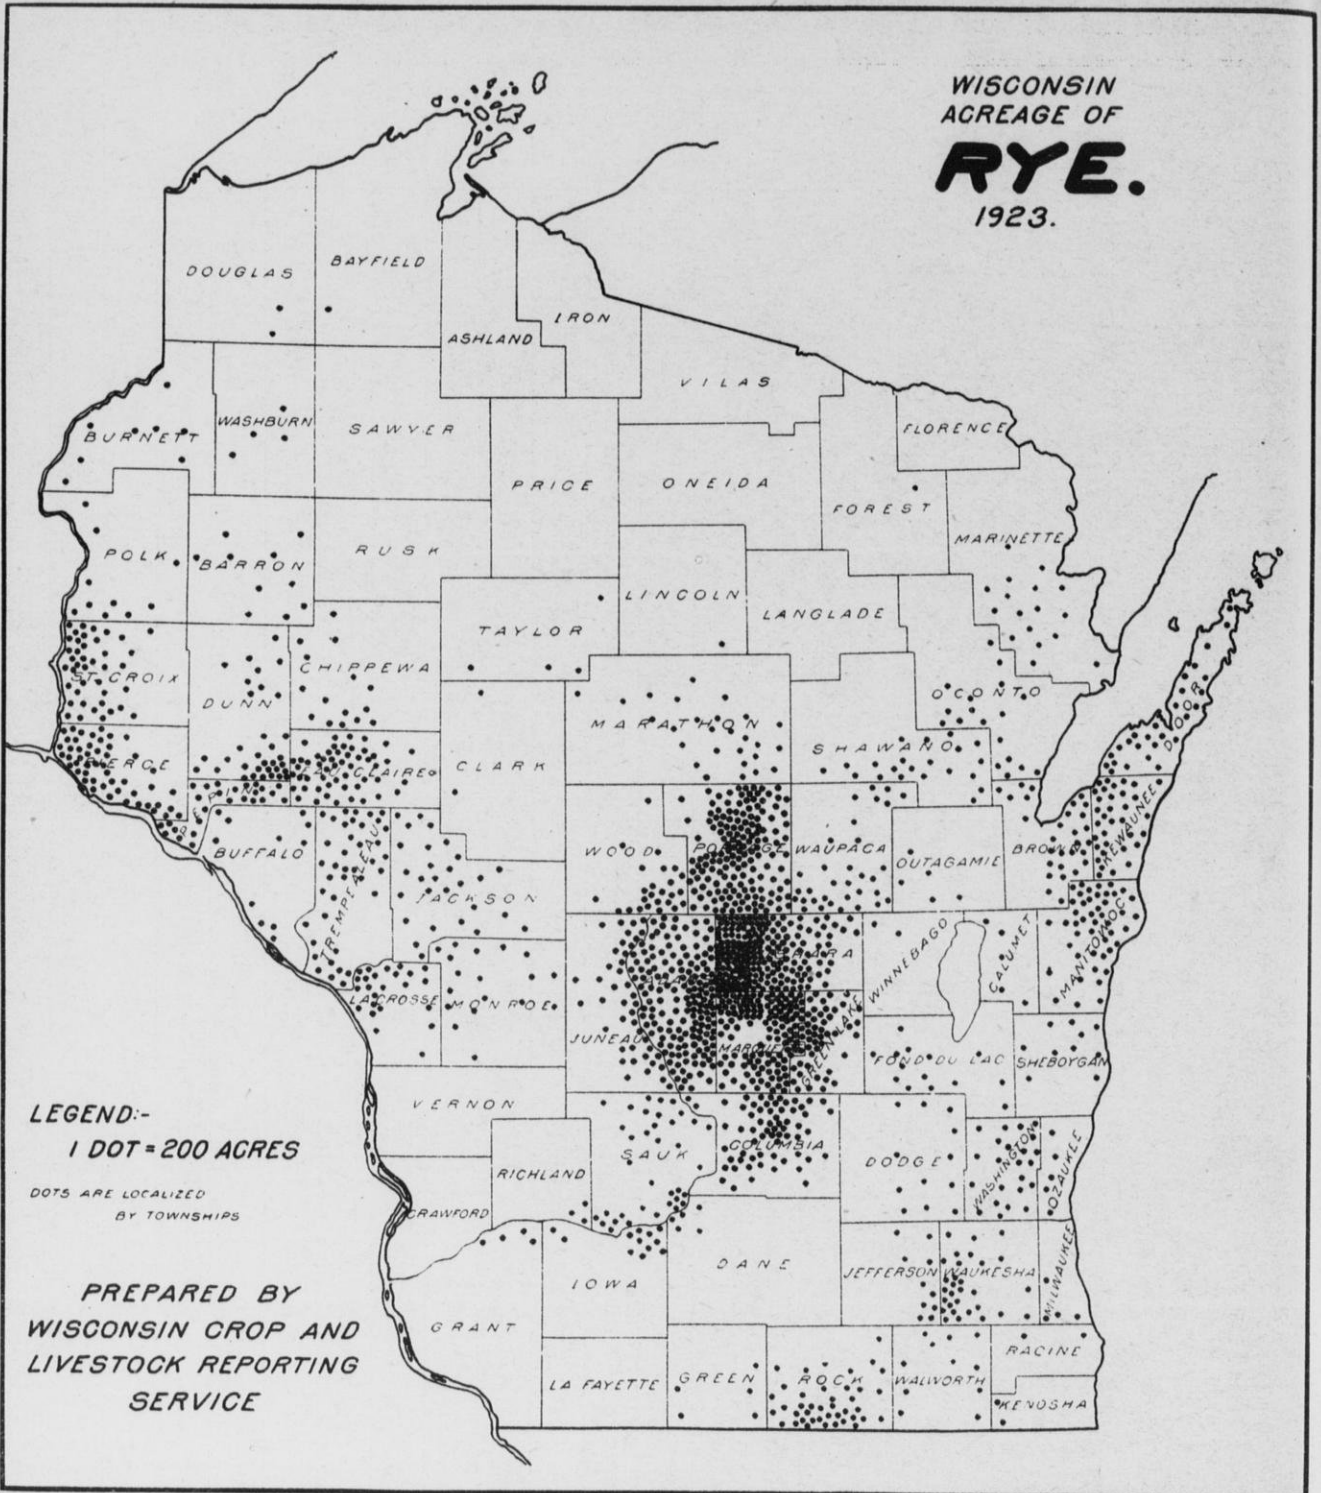 WISCONSIN
ACREAGE OF
RYE.
1923.
DOUGLAS
BAYFIELD
ASHLAND
IRON
VILAS
BURNETT
WASHBURN
SAWYER
FLORENCE
PRICE
ONEIDA
FOREST
MARINETTE
POLK
BARRON
RUSK
LINCOLN
LANGLADE
TAYLOR
CHIPPEWA
ST. CROIX
DUNN
OCONTO
MARATHON
DOOR
SHAWANO
PIERCE
EAU CLAIRE
CLARK
PEPIN
KEWAUNEE
BUFFALO
TREMPEALEAU
WOOD
PORTAGE
WAUPACA
OUTAGAMIE
BROWN
JACKSON
MANITOWOC
WINNEBAGO
CALUMET
LACROSSE
MONROE
JUNEAU
GREEN LAKE
FOND DU LAC
SHEBOYGAN
VERNON
LEGEND:-
1 DOT = 200 ACRES
DOTS ARE LOCALIZED
BY TOWNSHIPS
RICHLAND
SAUK
COLUMBIA
DODGE
WASHINGTON
OZAUKEE
CRAWFORD
DANE
JEFFERSON
WAUKESHA
MILWAUKEE
IOWA
GRANT
PREPARED BY
WISCONSIN CROP AND
LIVESTOCK REPORTING
SERVICE
LA FAYETTE
GREEN
ROCK
WALWORTH
RACINE
KENOSHA